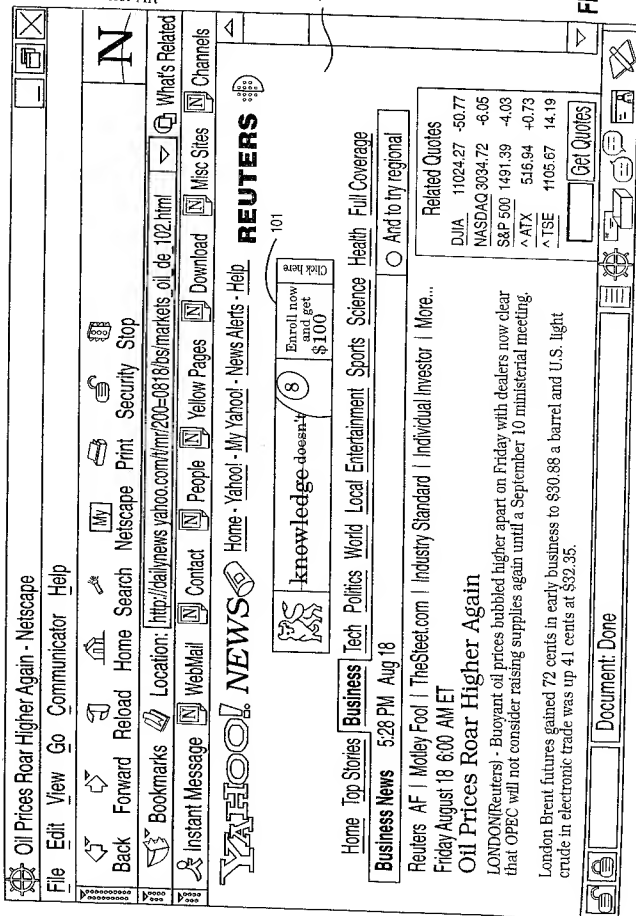 Oil Prices Roar Higher Again - Netscape
File Edit View Go Communicator Help
Back Forward Reload Home Search Netscape Print Security Stop
My
N
Bookmarks Location: http://dailynews yahoo.com/t/mr/200=0818/bs/markets_oil_de_102.html What's Related
Instant Message WebMail Contact People Yellow Pages Download Misc Sites Channels
YAHOO! NEWS Home - Yahoo! - My Yahoo! - News Alerts - Help REUTERS
knowledge doesn't 8 Enroll now and get $100 Click here
101
Home Top Stories Business Tech Politics World Local Entertainment Sports Science Health Full Coverage
Business News 5:28 PM Aug 18 And to try regional
Reuters AF | Motley Fool | TheSteet.com | Industry Standard | Individual Investor | More...
Friday August 18 6:00 AM ET
Oil Prices Roar Higher Again
LONDON(Reuters) - Buoyant oil prices bubbled higher apart on Friday with dealers now clear
that OPEC will not consider raising supplies again until a September 10 ministerial meeting.
London Brent futures gained 72 cents in early business to $30.88 a barrel and U.S. light
crude in electronic trade was up 41 cents at $32.35.
Related Quotes
DJIA 11024.27 -50.77
NASDAQ 3034.72 -6.05
S&P 500 1491.39 -4.03
^ ATX 516.94 +0.73
^ TSE 1105.67 14.19
Get Quotes
Document: Done